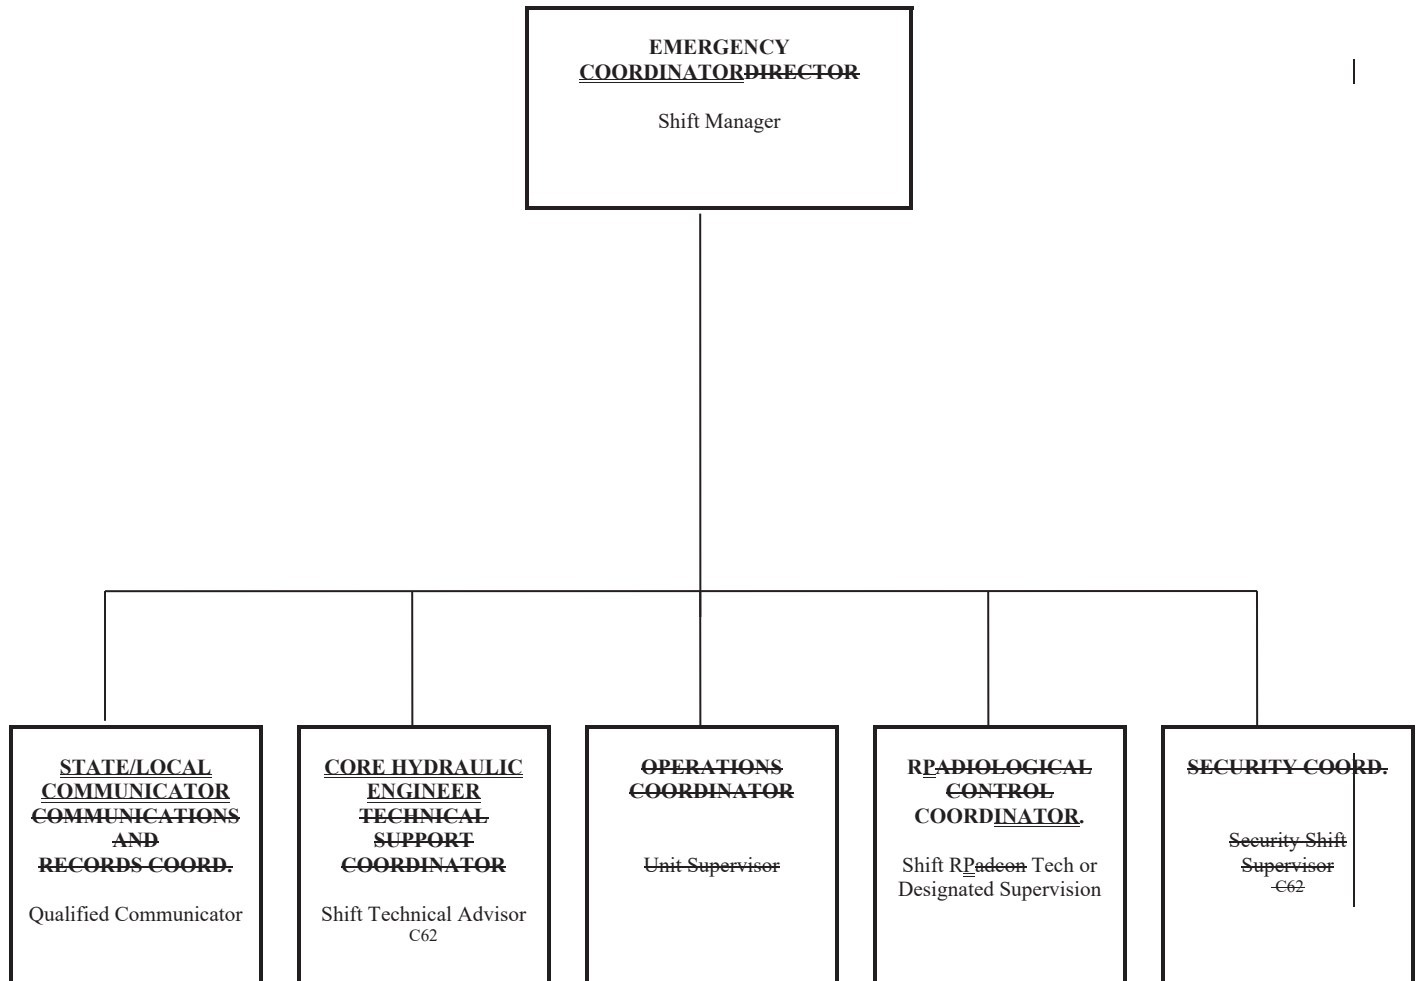 EMERGENCY
COORDINATORDIRECTOR
Shift Manager
STATE/LOCAL
COMMUNICATOR
COMMUNICATIONS
AND
RECORDS COORD.
Qualified Communicator
CORE HYDRAULIC
ENGINEER
TECHNICAL
SUPPORT
COORDINATOR
Shift Technical Advisor
C62
OPERATIONS
COORDINATOR
Unit Supervisor
RPADIOLOGICAL
CONTROL
COORDINATOR.
Shift RPadcon Tech or
Designated Supervision
SECURITY COORD.
Security Shift
Supervisor
C62